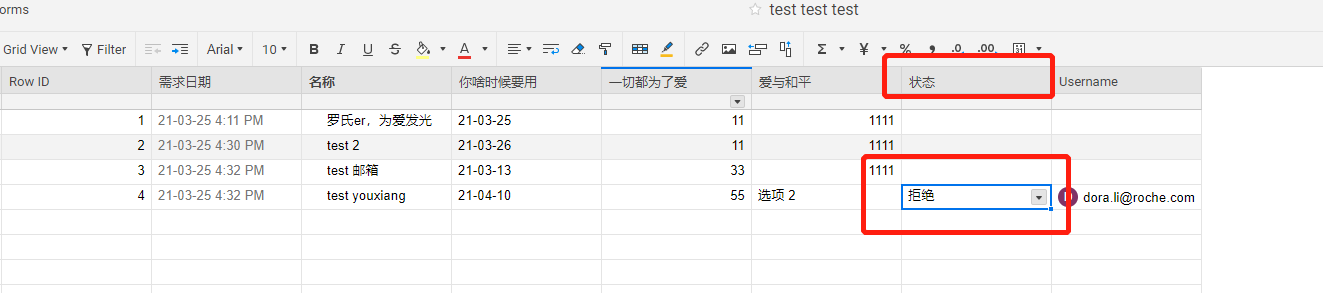 orms
test test test
Grid View Filter Arial 10 B I U S A Σ ¥ % , .0 .00
Row ID 需求日期 名称 你啥时候要用 一切都为了爱 爱与和平 状态 Username
1 21-03-25 4:11 PM 罗氏er，为爱发光 21-03-25 11 1111
2 21-03-25 4:30 PM test 2 21-03-26 11 1111
3 21-03-25 4:32 PM test 邮箱 21-03-13 33 1111
4 21-03-25 4:32 PM test youxiang 21-04-10 55 选项 2 拒绝 dora.li@roche.com